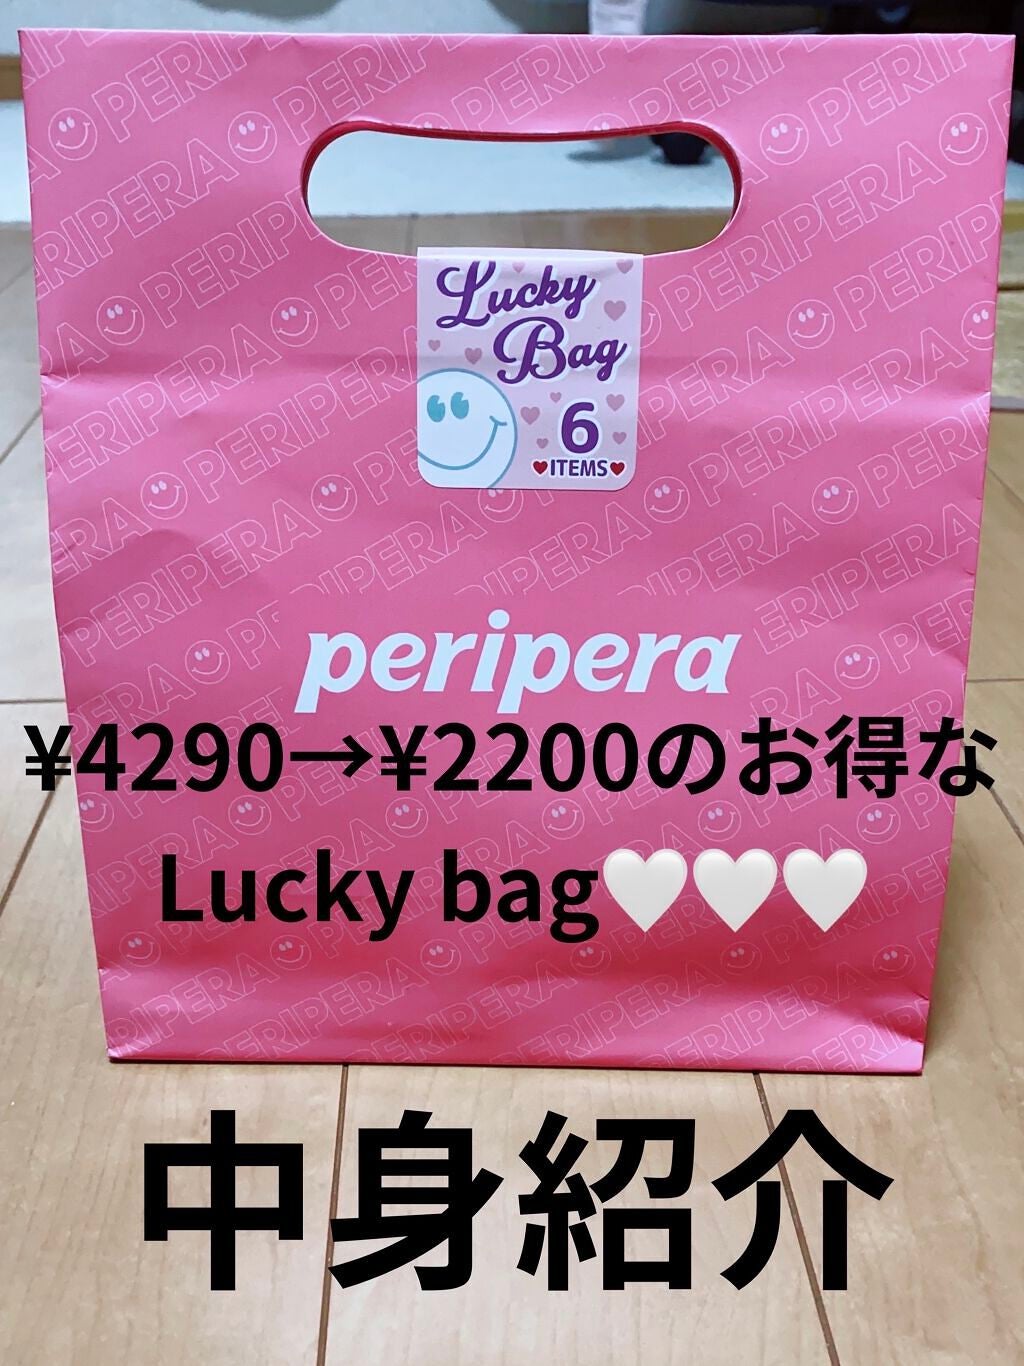 Lucky
Bag
6
♥ITEMS♥
peripera
¥4290→¥2200のお得な
Lucky bag🤍🤍🤍
中身紹介